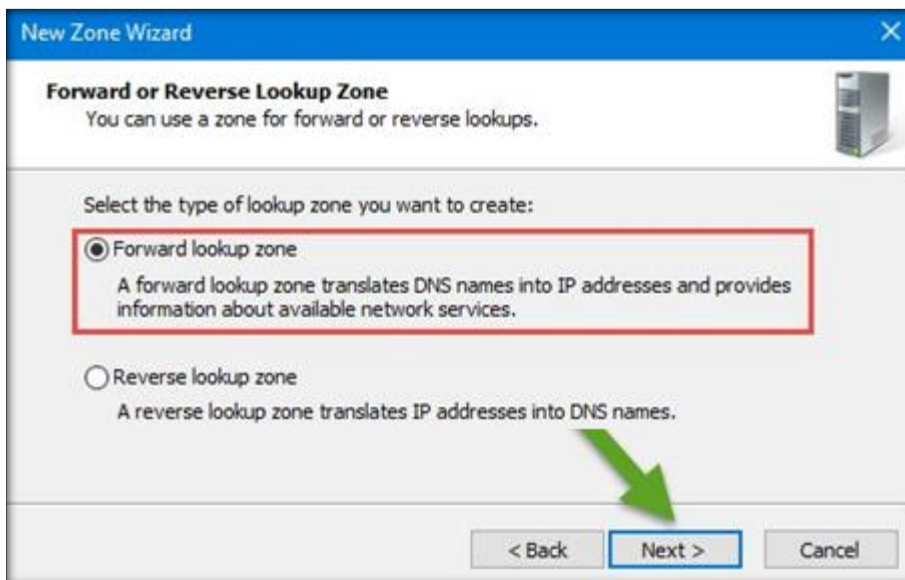 New Zone Wizard
Forward or Reverse Lookup Zone
You can use a zone for forward or reverse lookups.
Select the type of lookup zone you want to create:
Forward lookup zone
A forward lookup zone translates DNS names into IP addresses and provides
information about available network services.
Reverse lookup zone
A reverse lookup zone translates IP addresses into DNS names.
< Back Next > Cancel